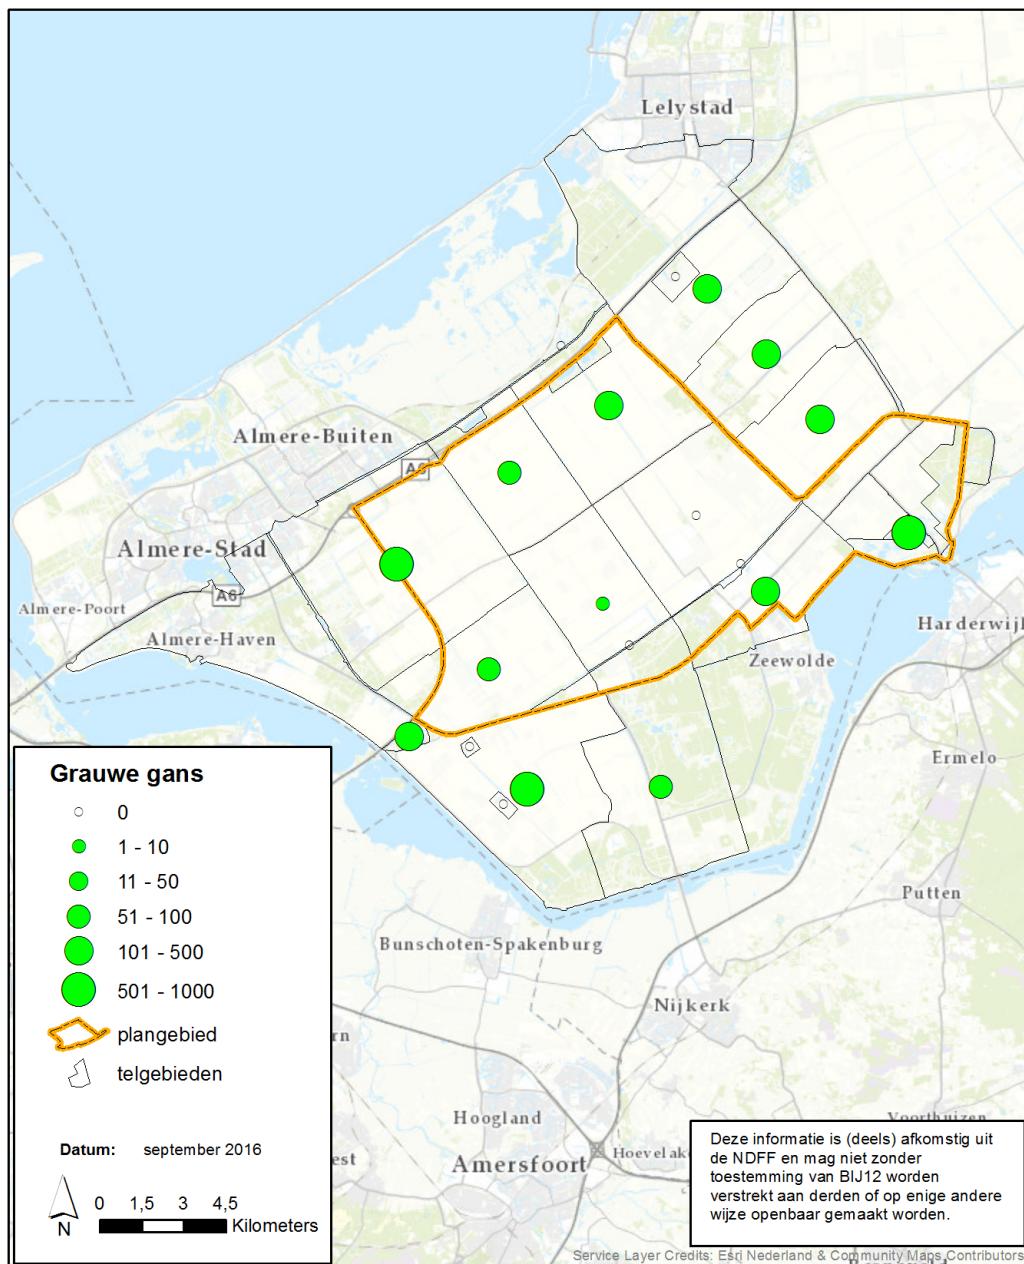 Lelystad
Almere-Buiten
A6
Almere-Stad
A6
Almere-Poort
Almere-Haven
Harderwijk
Zeewolde
Ermelo
Putten
Bunschoten-Spakenburg
Nijkerk
Hoogland
Voorthuizen
Amersfoort
Grauwe gans
0
1 - 10
11 - 50
51 - 100
101 - 500
501 - 1000
plangebied
telgebieden
Datum: september 2016
N
0 1,5 3 4,5
Kilometers
Deze informatie is (deels) afkomstig uit
de NDFF en mag niet zonder
toestemming van BIJ12 worden
verstrekt aan derden of op enige andere
wijze openbaar gemaakt worden.
Service Layer Credits: Esri Nederland & Community Maps Contributors